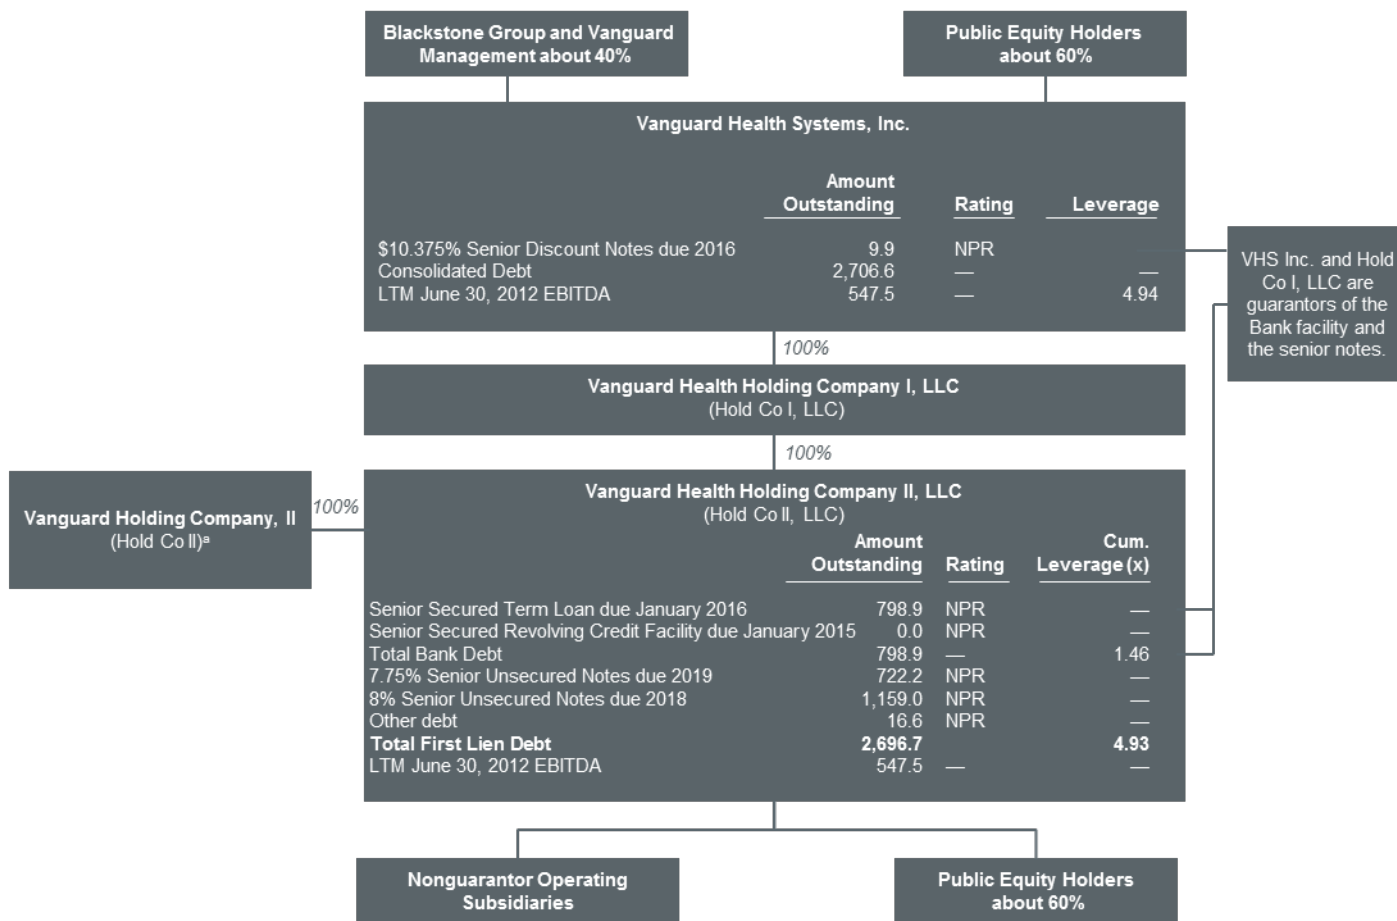 Blackstone Group and Vanguard
Management about 40%
Public Equity Holders
about 60%
Vanguard Health Systems, Inc.
Amount
Outstanding Rating Leverage
$10.375% Senior Discount Notes due 2016 9.9 NPR
Consolidated Debt 2,706.6 — —
LTM June 30, 2012 EBITDA 547.5 — 4.94
VHS Inc. and Hold
Co I, LLC are
guarantors of the
Bank facility and
the senior notes.
100%
Vanguard Health Holding Company I, LLC
(Hold Co I, LLC)
100%
Vanguard Holding Company, II
(Hold Co II)ª
100%
Vanguard Health Holding Company II, LLC
(Hold Co II, LLC)
Amount Cum.
Outstanding Rating Leverage (x)
Senior Secured Term Loan due January 2016 798.9 NPR —
Senior Secured Revolving Credit Facility due January 2015 0.0 NPR —
Total Bank Debt 798.9 — 1.46
7.75% Senior Unsecured Notes due 2019 722.2 NPR —
8% Senior Unsecured Notes due 2018 1,159.0 NPR —
Other debt 16.6 NPR —
Total First Lien Debt 2,696.7 4.93
LTM June 30, 2012 EBITDA 547.5 — —
Nonguarantor Operating
Subsidiaries
Public Equity Holders
about 60%